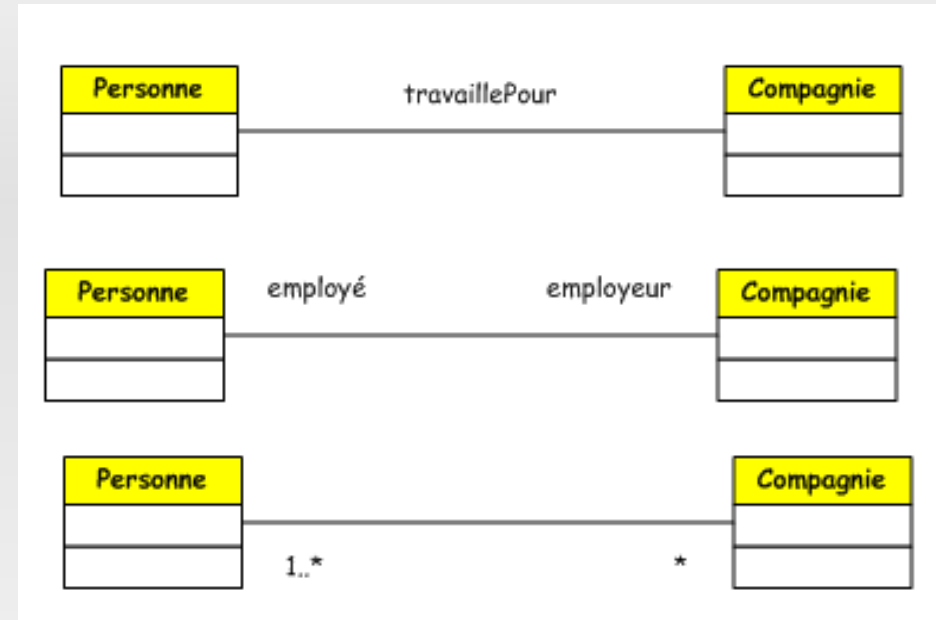 Personne travaillePour Compagnie
Personne employé employeur Compagnie
Personne Compagnie
1..* *